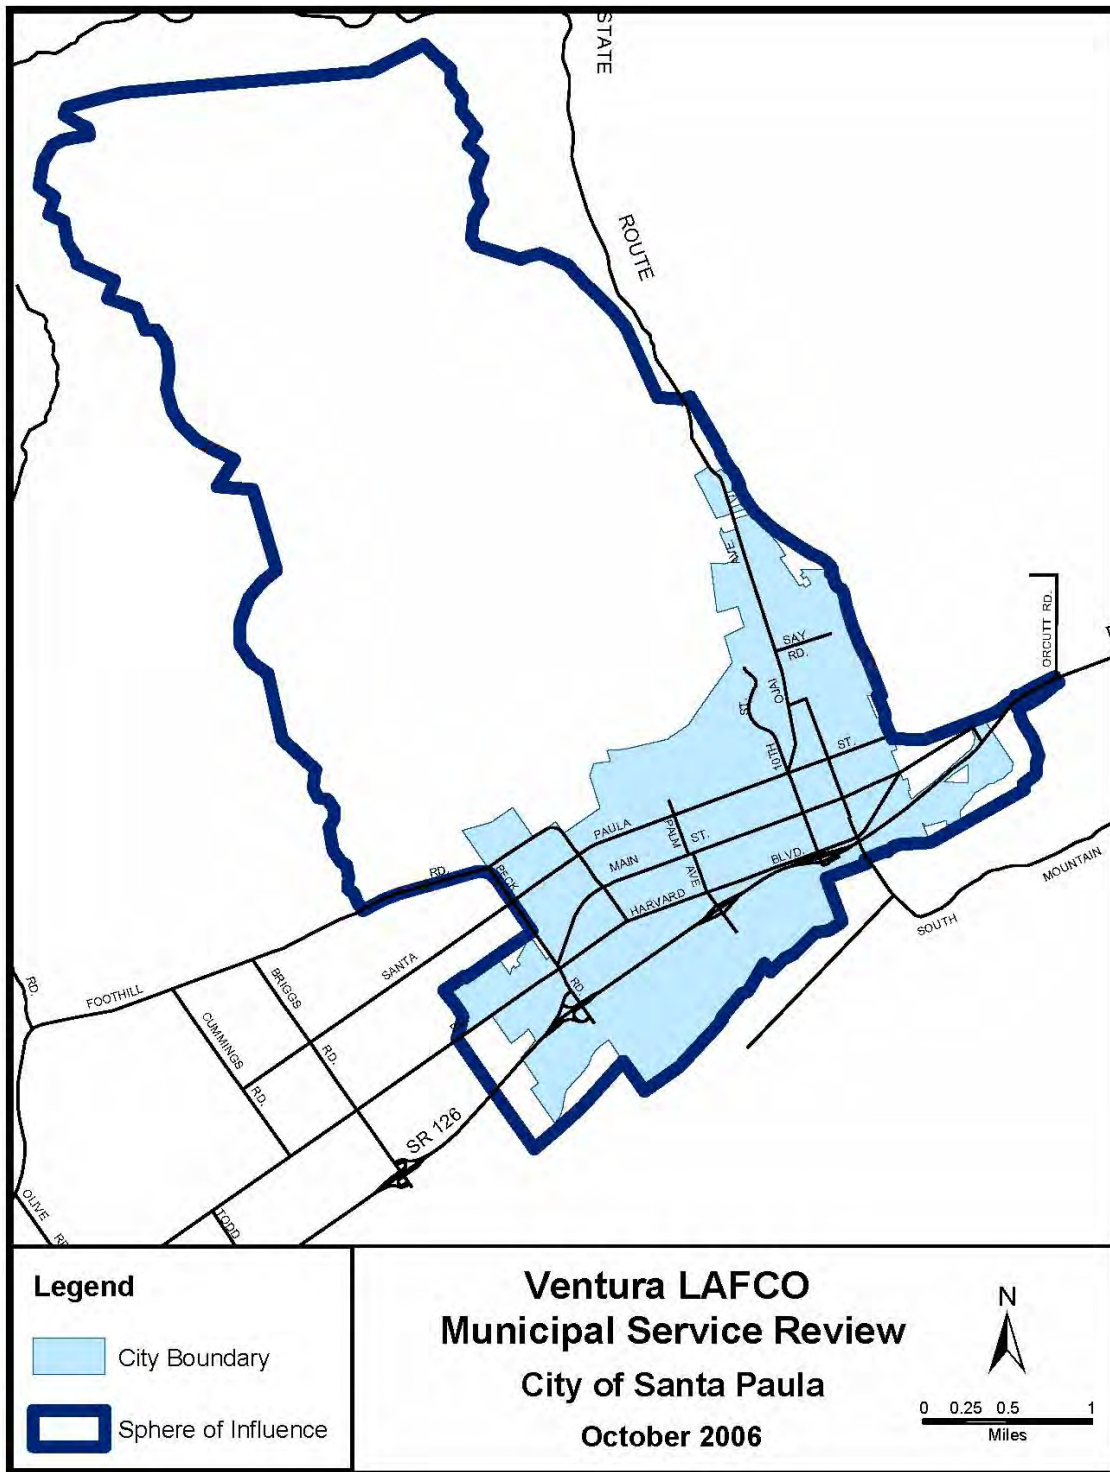 STATE
ROUTE
AVE.
ORCUTT RD.
SAY
RD.
OJAI
ST.
10TH
ST.
PAULA
PALM
ST.
MAIN
BLVD.
AVE
HARVARD
RD.
PECK
MOUNTAIN
SOUTH
SANTA
RD.
FOOTHILL
BRIGGS
RD.
RD.
CUMMINGS
RD.
SR 126
OLIVE
TODD
Legend
City Boundary
Sphere of Influence
Ventura LAFCO
Municipal Service Review
City of Santa Paula
October 2006
N
0 0.25 0.5 1
Miles